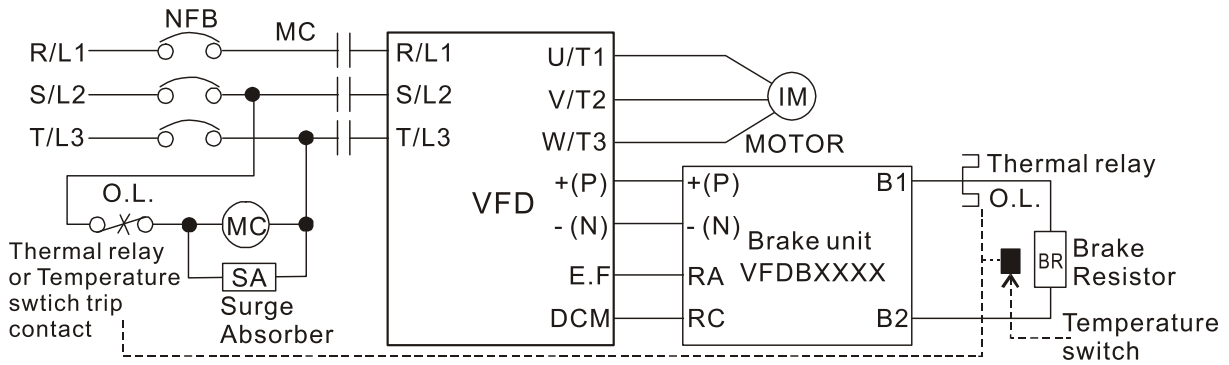 NFB
MC
R/L1
R/L1
U/T1
S/L2
S/L2
V/T2
IM
T/L3
T/L3
W/T3
MOTOR
VFD
+(P)
+(P)
B1
Thermal relay
O.L.
O.L.
- (N)
- (N)
MC
Brake unit
VFDBXXXX
Thermal relay
or Temperature
swtich trip
contact
SA
Surge
Absorber
E.F
RA
BR
Brake
Resistor
DCM
RC
B2
Temperature
switch